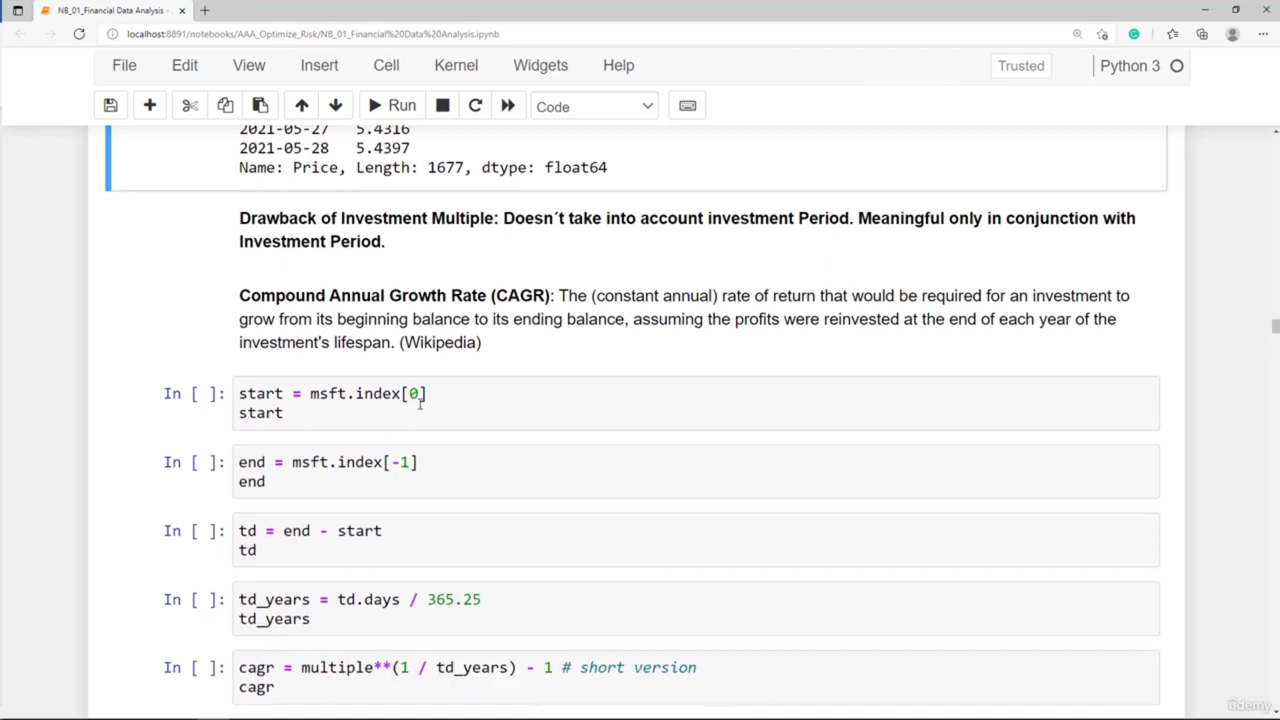 NB_01_Financial Data Analysis -
localhost:8891/notebooks/AAA_Optimize_Risk/NB_01_Financial%20Data%20Analysis.ipynb
File Edit View Insert Cell Kernel Widgets Help Trusted Python 3
Run Code
2021-05-27 5.4316
2021-05-28 5.4397
Name: Price, Length: 1677, dtype: float64
Drawback of Investment Multiple: Doesn´t take into account investment Period. Meaningful only in conjunction with
Investment Period.
Compound Annual Growth Rate (CAGR): The (constant annual) rate of return that would be required for an investment to
grow from its beginning balance to its ending balance, assuming the profits were reinvested at the end of each year of the
investment's lifespan. (Wikipedia)
In [ ]: start = msft.index[0]
start
In [ ]: end = msft.index[-1]
end
In [ ]: td = end - start
td
In [ ]: td_years = td.days / 365.25
td_years
In [ ]: cagr = multiple**(1 / td_years) - 1 # short version
cagr
Udemy